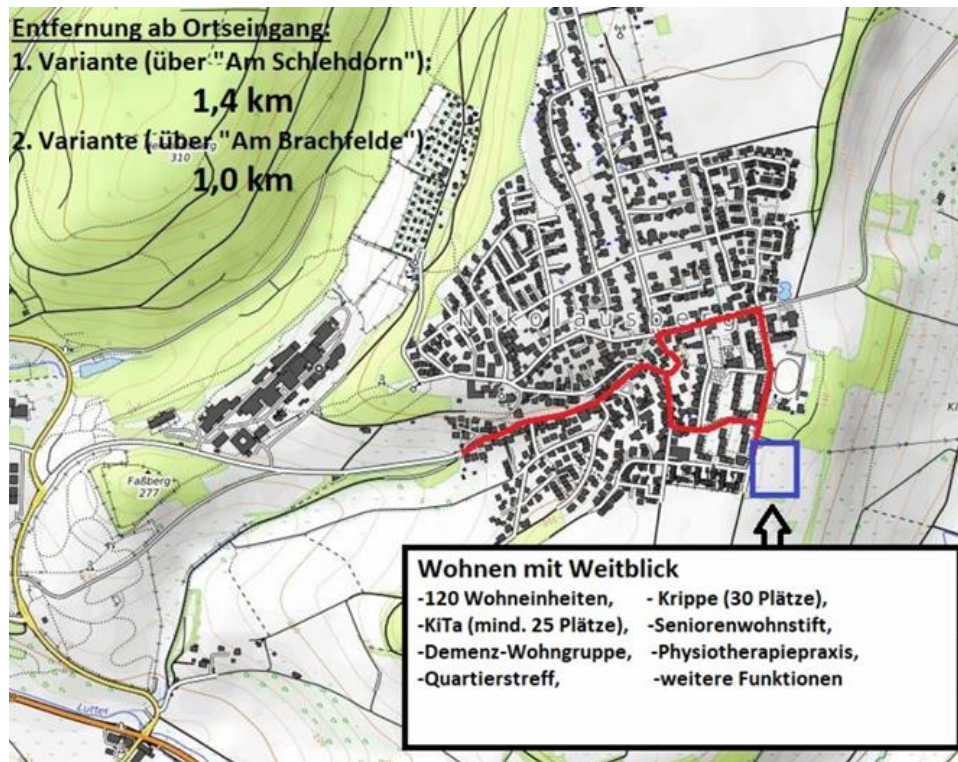 Entfernung ab Ortseingang:
1. Variante (über "Am Schlehdorn"):
1,4 km
2. Variante (über "Am Brachfelde"):
310
1,0 km
Nikolausberg
Faßberg
277
Wohnen mit Weitblick
-120 Wohneinheiten, - Krippe (30 Plätze),
-KiTa (mind. 25 Plätze), -Seniorenwohnstift,
-Demenz-Wohngruppe, -Physiotherapiepraxis,
-Quartierstreff, -weitere Funktionen
Lutter